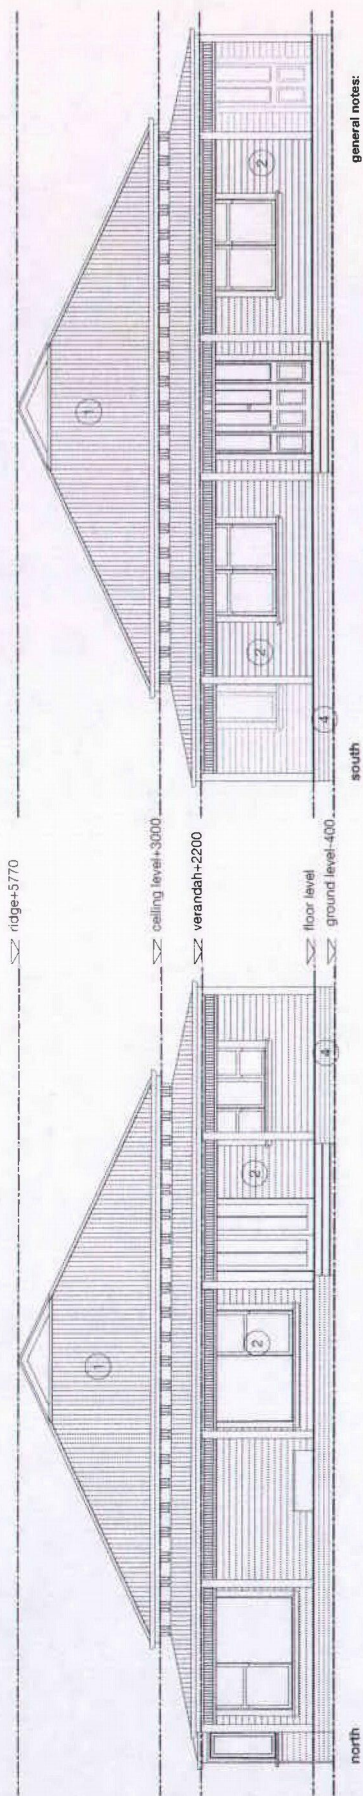 ridge+5770
ceiling level+3000
verandah+2200
floor level
ground level-400
1
2
2
4
south
general notes:
1
2
2
4
north